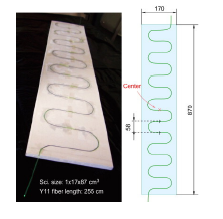 170
Center
58
870
Sci. size: 1x17x87 cm³
Y11 fiber length: 255 cm